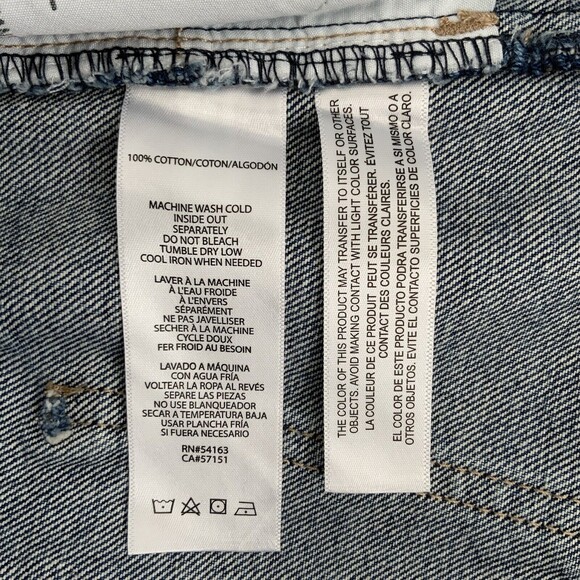 100% COTTON/COTON/ALGODÓN
MACHINE WASH COLD
INSIDE OUT
SEPARATELY
DO NOT BLEACH
TUMBLE DRY LOW
COOL IRON WHEN NEEDED
LAVER À LA MACHINE
À L'EAU FROIDE
À L'ENVERS
SÉPARÉMENT
NE PAS JAVELLISER
SECHER À LA MACHINE
CYCLE DOUX
FER FROID AU BESOIN
LAVADO A MÁQUINA
CON AGUA FRÍA
VOLTEAR LA ROPA AL REVÉS
SEPARE LAS PIEZAS
NO USE BLANQUEADOR
SECAR A TEMPERATURA BAJA
USAR PLANCHA FRÍA
SI FUERA NECESARIO
RN#54163
CA#57151
THE COLOR OF THIS PRODUCT MAY TRANSFER TO ITSELF OR OTHER
OBJECTS. AVOID MAKING CONTACT WITH LIGHT COLOR SURFACES.
LA COULEUR DE CE PRODUIT PEUT SE TRANSFÉRER. ÉVITEZ TOUT
CONTACT DES COULEURS CLAIRES.
EL COLOR DE ESTE PRODUCTO PODRA TRANSFERIRSE A SI MISMO O A
OTROS OBJETOS. EVITE EL CONTACTO SUPERFICIES DE COLOR CLARO.